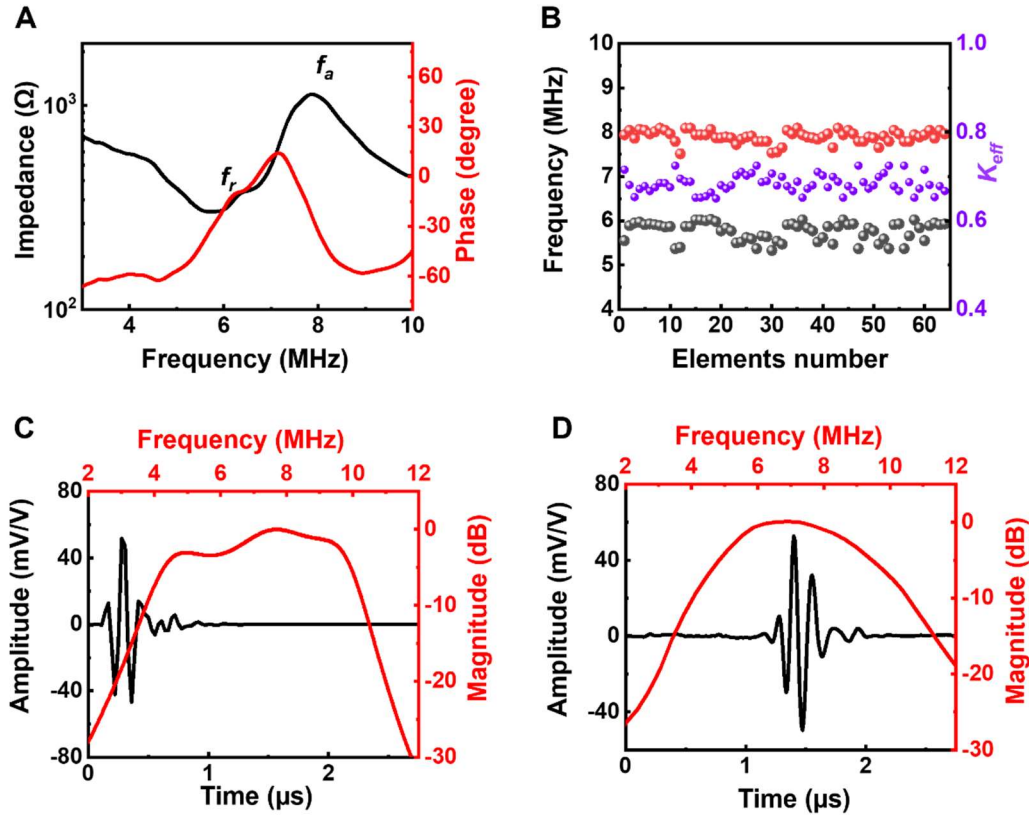 A
B
Impedance (Ω)
10³
10²
f_a
f_r
60
30
0
-30
-60
Phase (degree)
4 6 8 10
Frequency (MHz)
Frequency (MHz)
10
9
8
7
6
5
4
1.0
0.8
0.6
0.4
K_eff
0 10 20 30 40 50 60
Elements number
C
D
Frequency (MHz)
2 4 6 8 10 12
Amplitude (mV/V)
80
40
0
-40
-80
0
-10
-20
-30
Magnitude (dB)
0 1 2
Time (µs)
Frequency (MHz)
2 4 6 8 10 12
Amplitude (mV/V)
80
40
0
-40
0
-10
-20
-30
Magnitude (dB)
0 1 2
Time (µs)